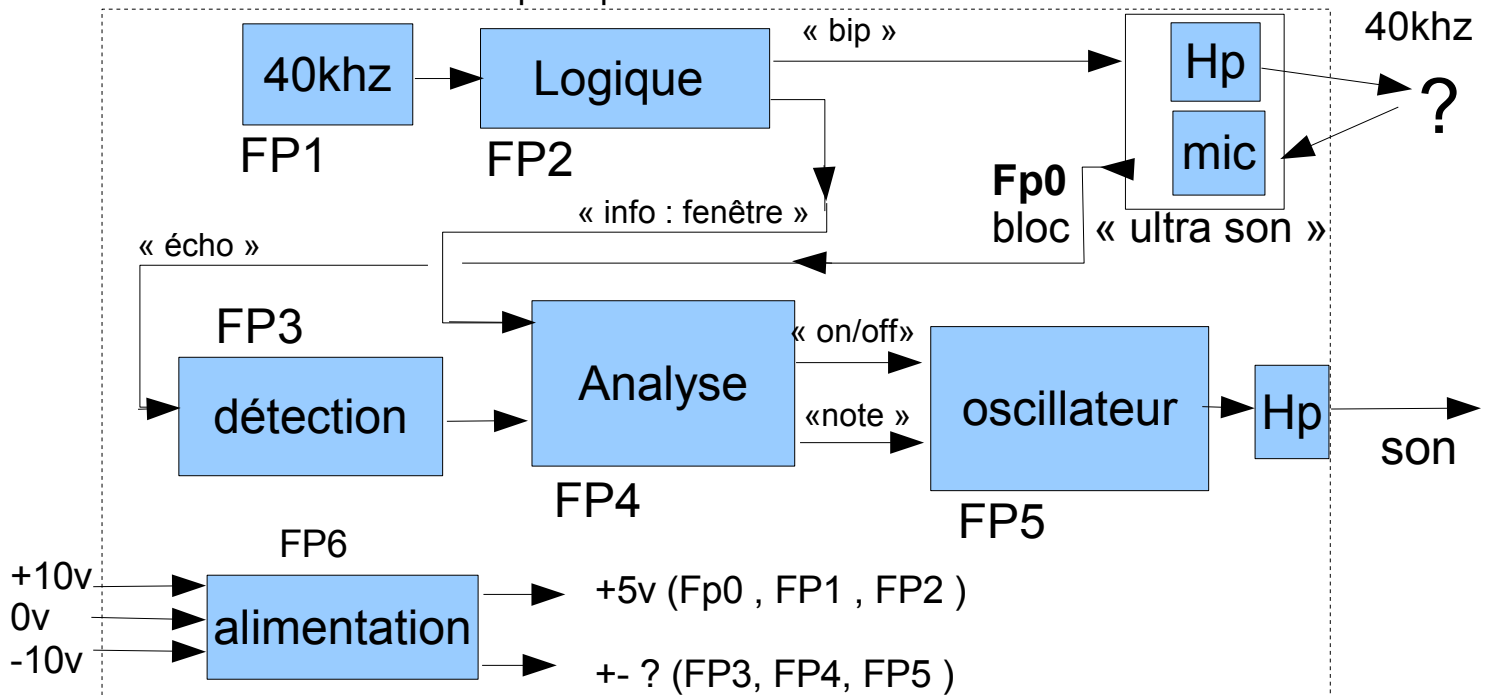 « bip »
40khz
40khz
Logique
Hp
?
FP1
FP2
mic
Fp0
bloc
« ultra son »
« info : fenêtre »
« écho »
FP3
détection
Analyse
« on/off»
«note »
oscillateur
Hp
son
FP4
FP5
FP6
+10v
0v
-10v
alimentation
+5v (Fp0 , FP1 , FP2 )
+- ? (FP3, FP4, FP5 )